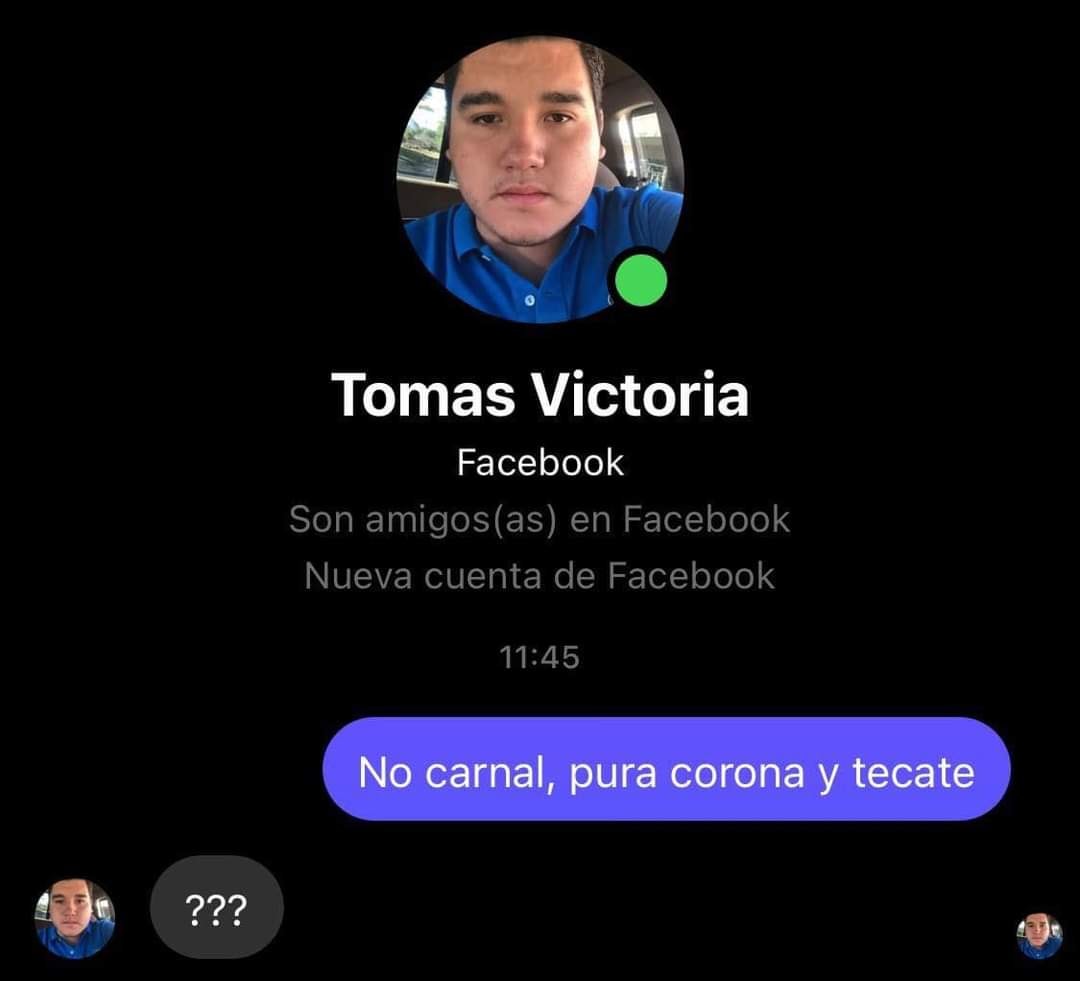 Tomas Victoria
Facebook
Son amigos(as) en Facebook
Nueva cuenta de Facebook
11:45
No carnal, pura corona y tecate
???